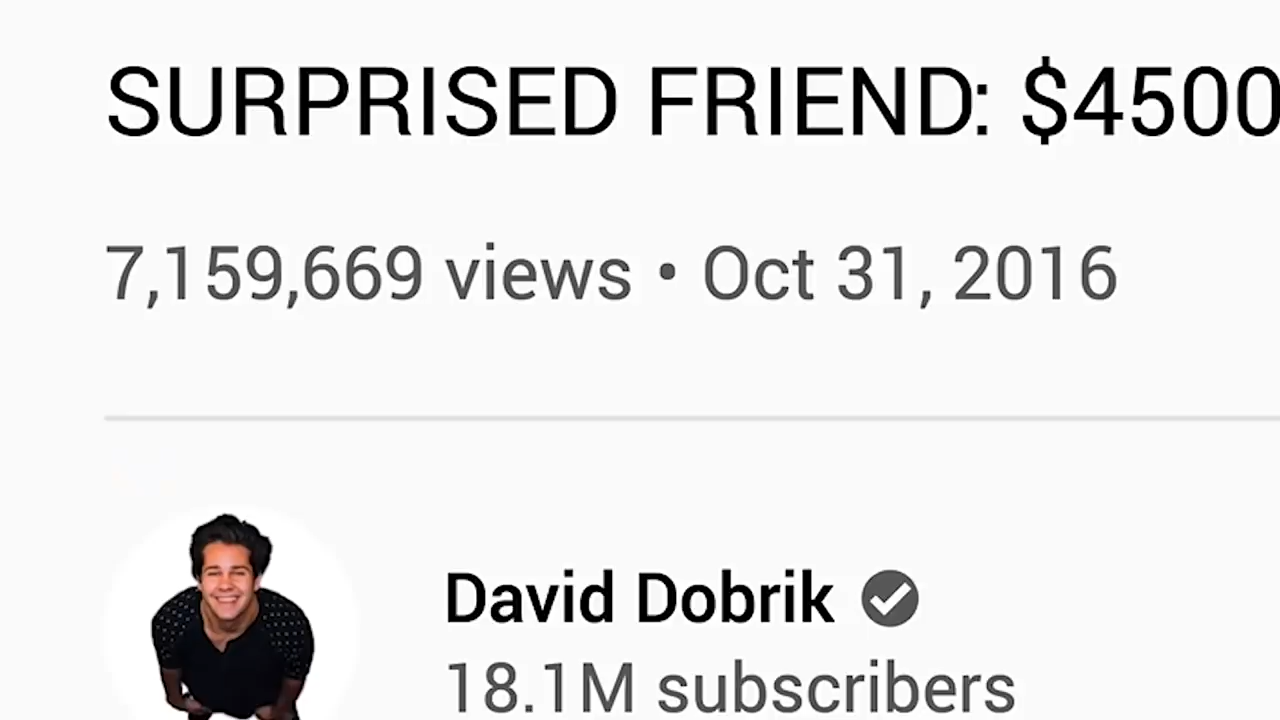 SURPRISED FRIEND: $4500
7,159,669 views • Oct 31, 2016
David Dobrik
18.1M subscribers